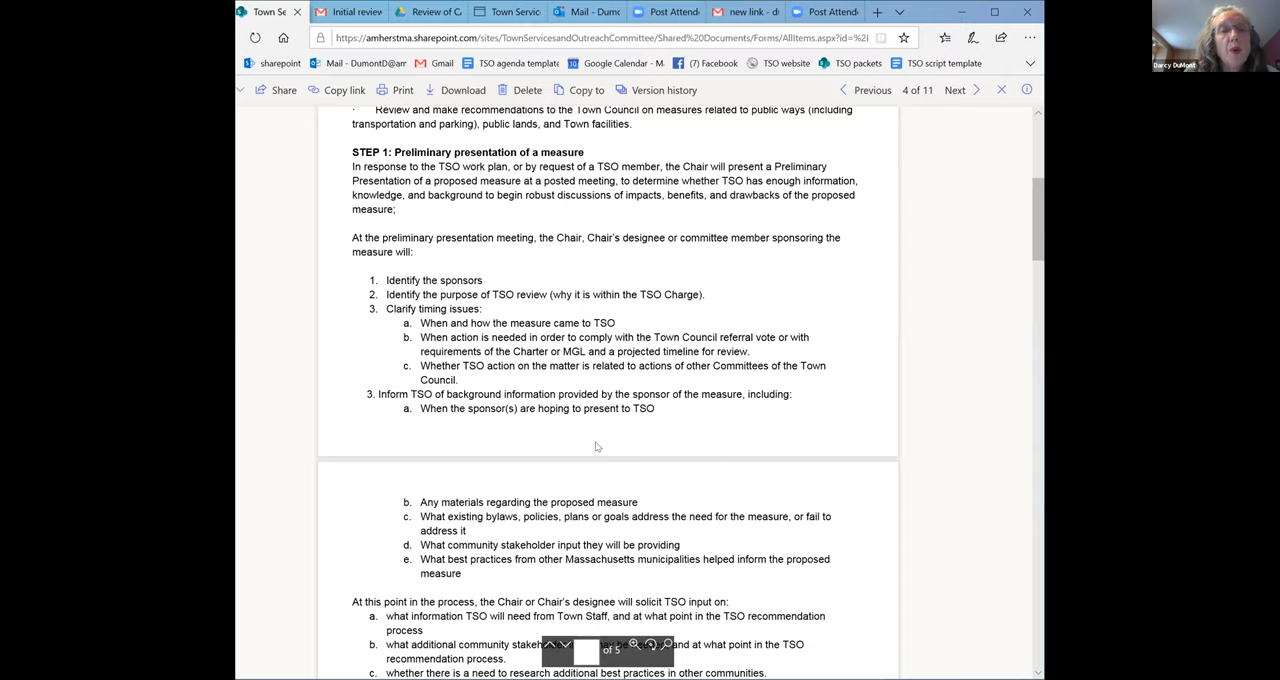 Town Se
Initial review
Review of C
Town Servic
Mail - Dumo
Post Attend
new link - d
Post Attend
https://amherstma.sharepoint.com/sites/TownServicesandOutreachCommittee/Shared%20Documents/Forms/AllItems.aspx?id=%2
sharepoint
Mail - DumontD@am
Gmail
TSO agenda template
Google Calendar - M
(7) Facebook
TSO website
TSO packets
TSO script template
Share
Copy link
Print
Download
Delete
Copy to
Version history
Previous
4 of 11
Next
Darcy DuMont
· Review and make recommendations to the Town Council on measures related to public ways (including
transportation and parking), public lands, and Town facilities.
STEP 1: Preliminary presentation of a measure
In response to the TSO work plan, or by request of a TSO member, the Chair will present a Preliminary
Presentation of a proposed measure at a posted meeting, to determine whether TSO has enough information,
knowledge, and background to begin robust discussions of impacts, benefits, and drawbacks of the proposed
measure;
At the preliminary presentation meeting, the Chair, Chair's designee or committee member sponsoring the
measure will:
1. Identify the sponsors
2. Identify the purpose of TSO review (why it is within the TSO Charge).
3. Clarify timing issues:
a. When and how the measure came to TSO
b. When action is needed in order to comply with the Town Council referral vote or with
requirements of the Charter or MGL and a projected timeline for review.
c. Whether TSO action on the matter is related to actions of other Committees of the Town
Council.
3. Inform TSO of background information provided by the sponsor of the measure, including:
a. When the sponsor(s) are hoping to present to TSO
b. Any materials regarding the proposed measure
c. What existing bylaws, policies, plans or goals address the need for the measure, or fail to
address it
d. What community stakeholder input they will be providing
e. What best practices from other Massachusetts municipalities helped inform the proposed
measure
At this point in the process, the Chair or Chair's designee will solicit TSO input on:
a. what information TSO will need from Town Staff, and at what point in the TSO recommendation
process
b. what additional community and at what point in the TSO
recommendation process.
c. whether there is a need to research additional best practices in other communities.
of 5